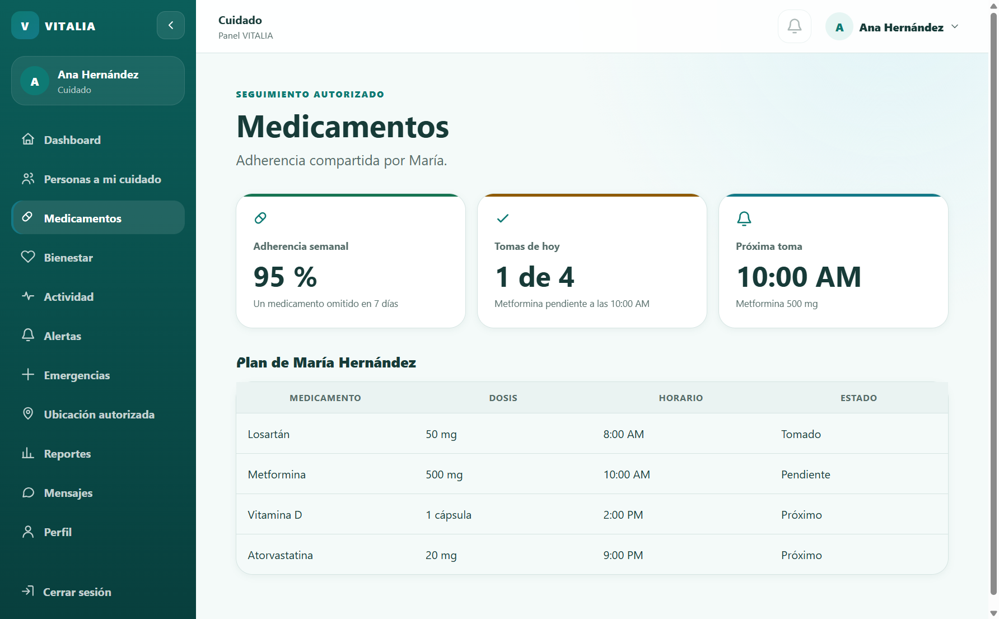 V VITALIA
A Ana Hernández
Cuidado
Dashboard
Personas a mi cuidado
Medicamentos
Bienestar
Actividad
Alertas
Emergencias
Ubicación autorizada
Reportes
Mensajes
Perfil
Cerrar sesión
Cuidado
Panel VITALIA
A Ana Hernández
SEGUIMIENTO AUTORIZADO
Medicamentos
Adherencia compartida por María.
Adherencia semanal
95 %
Un medicamento omitido en 7 días
Tomas de hoy
1 de 4
Metformina pendiente a las 10:00 AM
Próxima toma
10:00 AM
Metformina 500 mg
Plan de María Hernández
MEDICAMENTO DOSIS HORARIO ESTADO
Losartán 50 mg 8:00 AM Tomado
Metformina 500 mg 10:00 AM Pendiente
Vitamina D 1 cápsula 2:00 PM Próximo
Atorvastatina 20 mg 9:00 PM Próximo